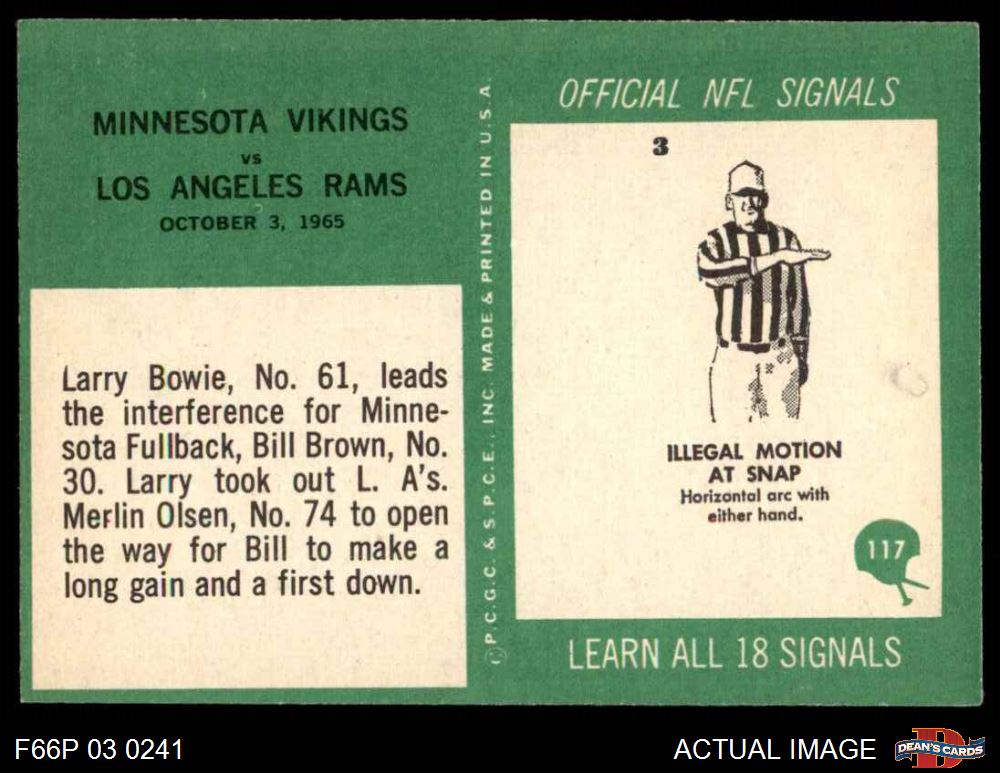 MINNESOTA VIKINGS
VS
LOS ANGELES RAMS
OCTOBER 3, 1965
Larry Bowie, No. 61, leads
the interference for Minne-
sota Fullback, Bill Brown, No.
30. Larry took out L. A's.
Merlin Olsen, No. 74 to open
the way for Bill to make a
long gain and a first down.
© P.C.G.C. & S.P.C.E., INC. MADE & PRINTED IN U.S.A.
OFFICIAL NFL SIGNALS
3
ILLEGAL MOTION
AT SNAP
Horizontal arc with
either hand.
117
LEARN ALL 18 SIGNALS
F66P 03 0241
ACTUAL IMAGE
D
DEAN'S CARDS